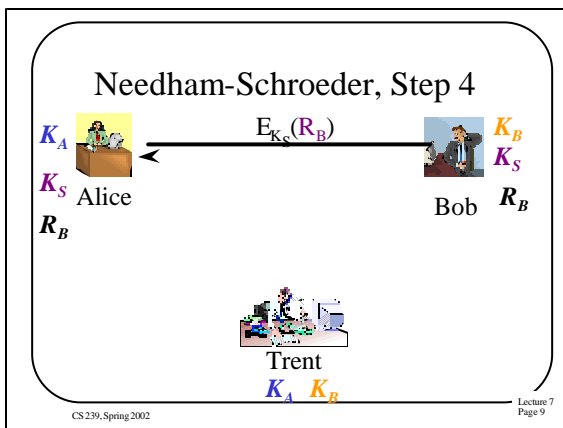 Needham-Schroeder, Step 4
E_{K_S}(R_B)
K_A
K_S
R_B
Alice
K_B
K_S
R_B
Bob
Trent
K_A K_B
CS 239, Spring 2002
Lecture 7
Page 9